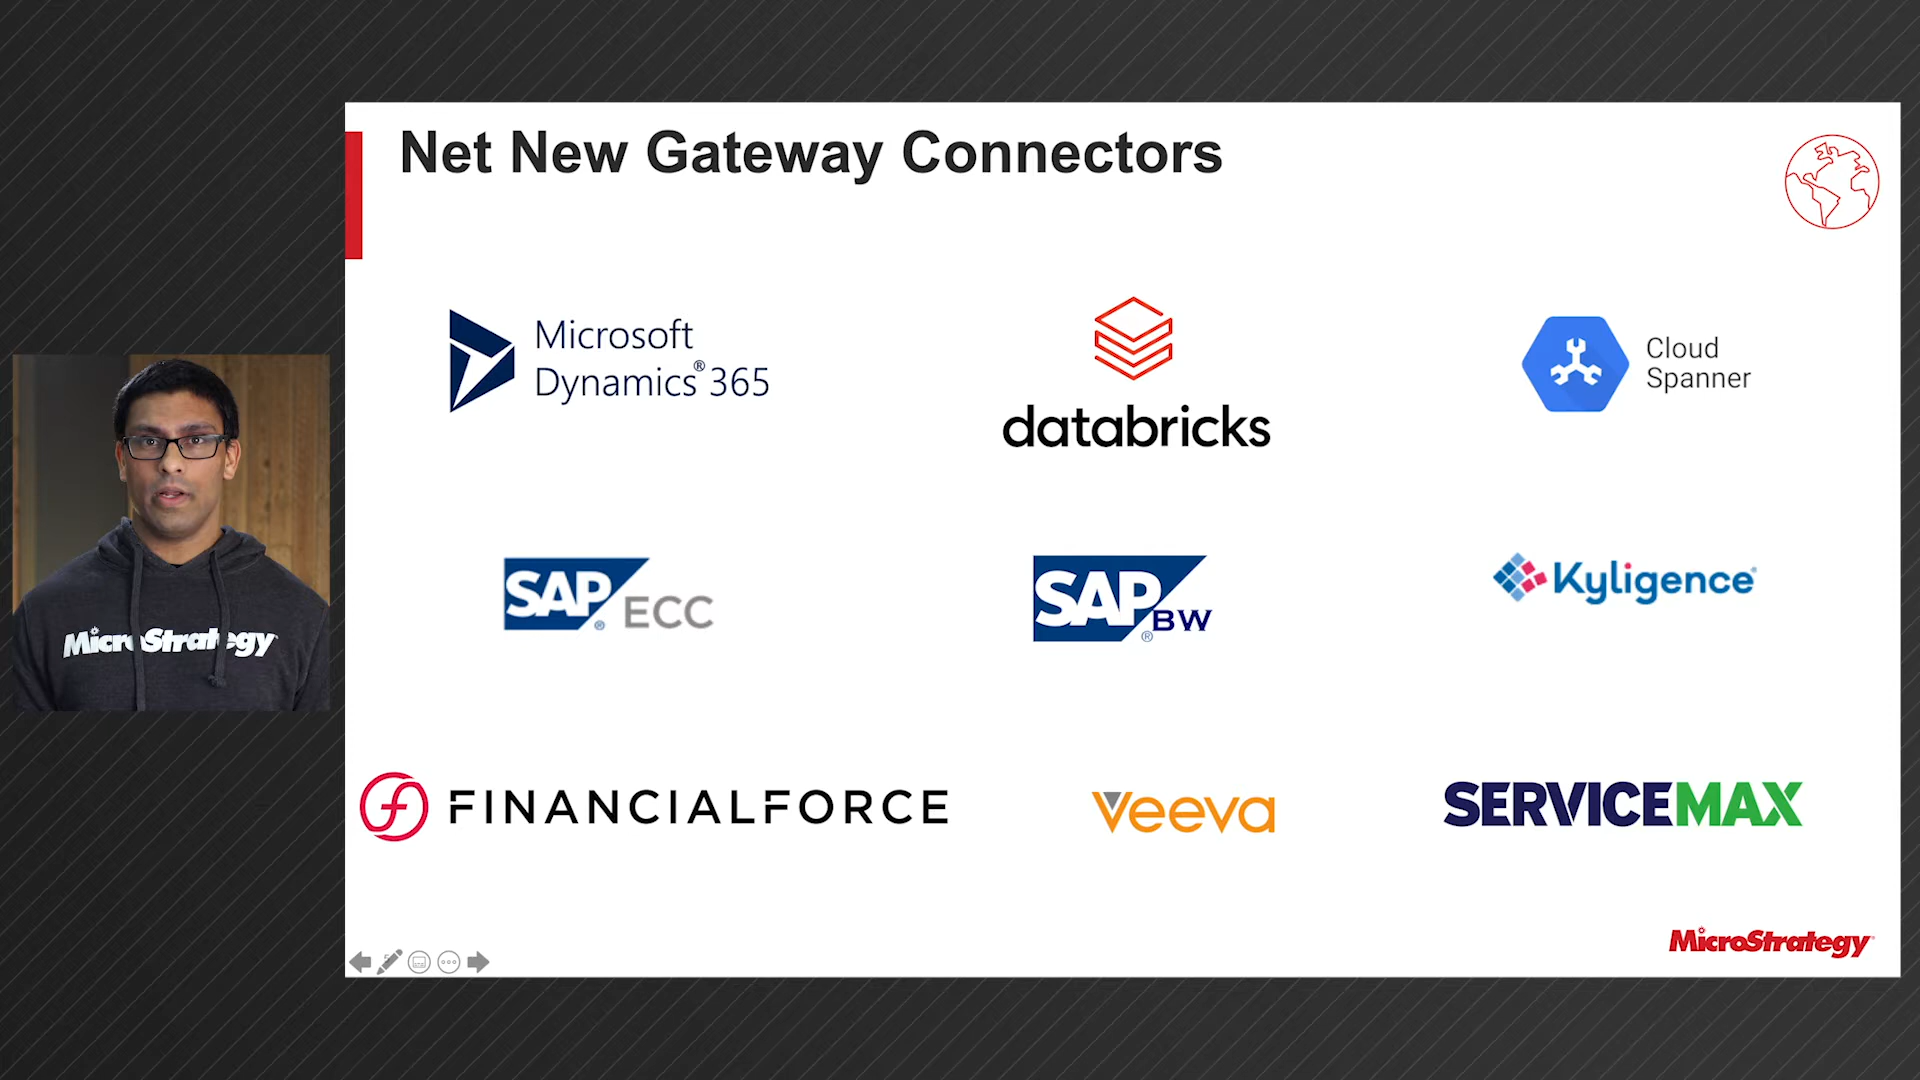 Net New Gateway Connectors
Microsoft
Dynamics® 365
databricks
Cloud
Spanner
SAP® ECC
SAP® BW
Kyligence®
FINANCIALFORCE
Veeva
SERVICEMAX
MicroStrategy
MicroStrategy